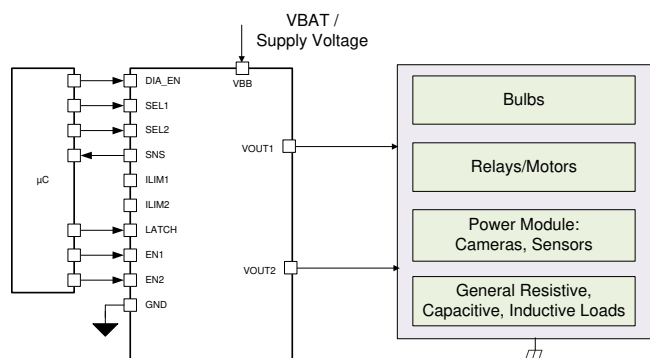 VBAT /
Supply Voltage
VBB
µC
DIA_EN
SEL1
SEL2
SNS
ILIM1
ILIM2
LATCH
EN1
EN2
GND
VOUT1
VOUT2
Bulbs
Relays/Motors
Power Module:
Cameras, Sensors
General Resistive,
Capacitive, Inductive Loads